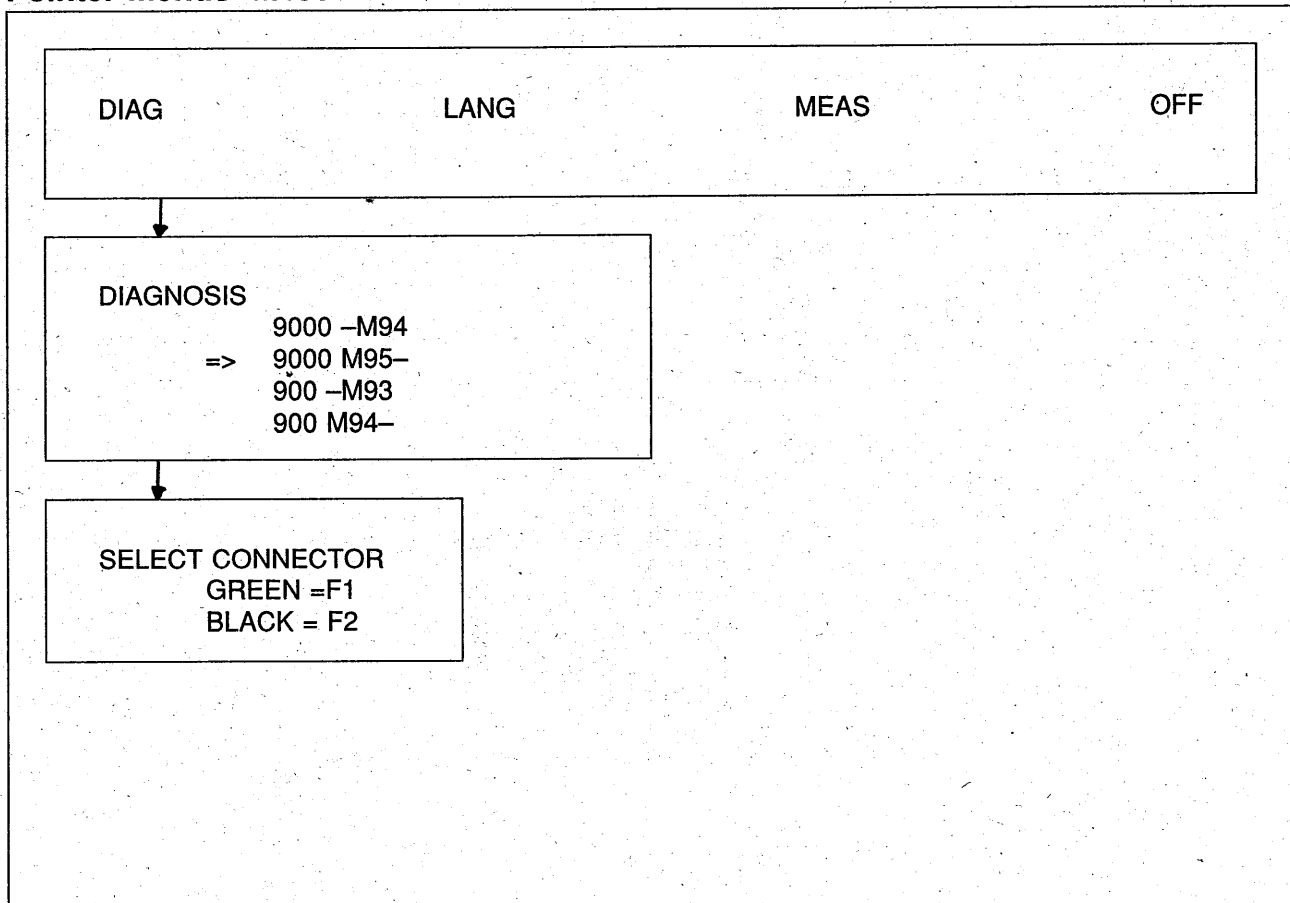 DIAG LANG MEAS OFF
DIAGNOSIS
9000 –M94
=> 9000 M95–
900 –M93
900 M94–
SELECT CONNECTOR
GREEN =F1
BLACK = F2